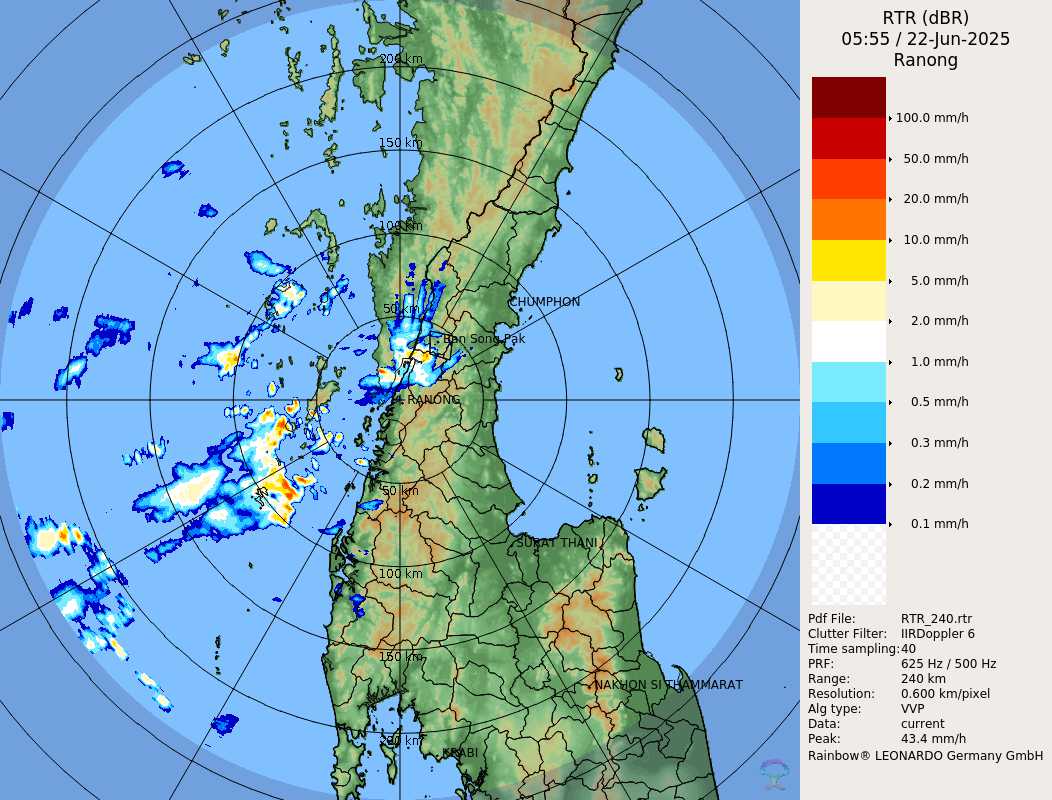 RTR (dBR)
05:55 / 22-Jun-2025
Ranong
100.0 mm/h
50.0 mm/h
20.0 mm/h
10.0 mm/h
5.0 mm/h
2.0 mm/h
1.0 mm/h
0.5 mm/h
0.3 mm/h
0.2 mm/h
0.1 mm/h
Pdf File: RTR_240.rtr
Clutter Filter: IIRDoppler 6
Time sampling:40
PRF: 625 Hz / 500 Hz
Range: 240 km
Resolution: 0.600 km/pixel
Alg type: VVP
Data: current
Peak: 43.4 mm/h
Rainbow® LEONARDO Germany GmbH
200 km
150 km
100 km
50 km
CHUMPHON
Ban Song Pak
RANONG
50 km
SURAT THANI
100 km
150 km
NAKHON SI THAMMARAT
200 km
KRABI